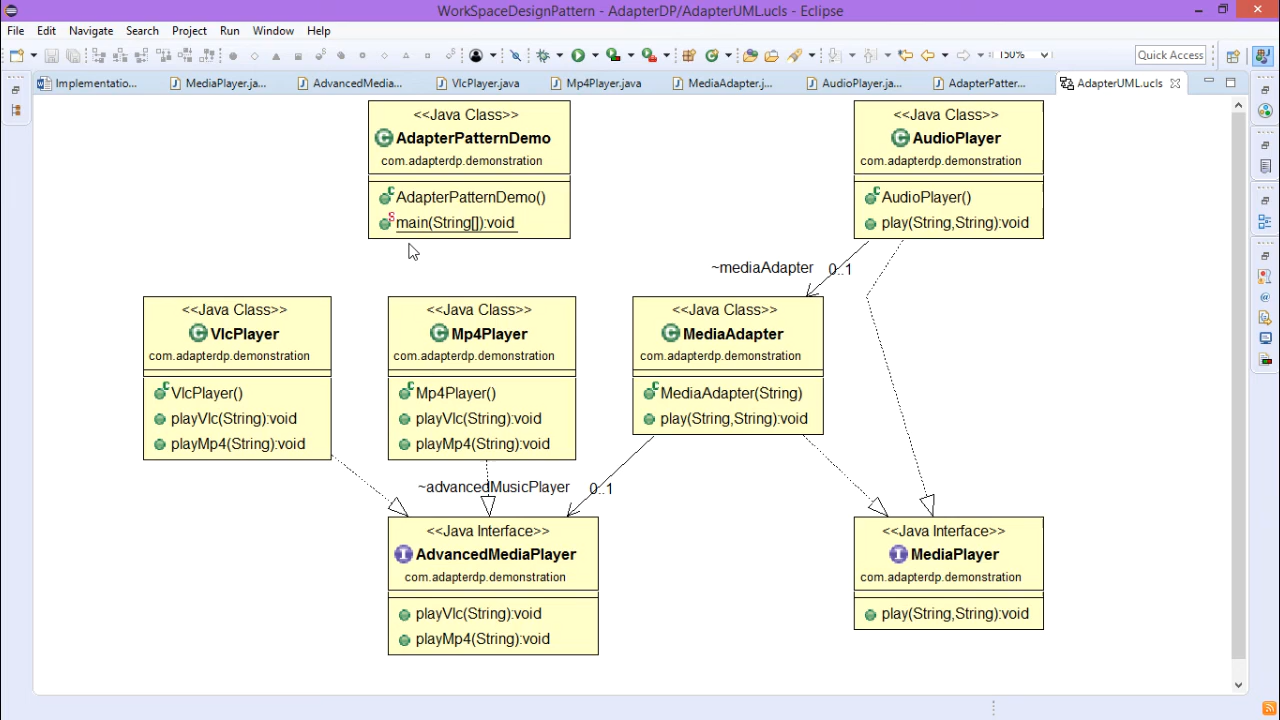 WorkSpaceDesignPattern - AdapterDP/AdapterUML.ucls - Eclipse
File Edit Navigate Search Project Run Window Help
150% Quick Access
Implementatio... MediaPlayer.ja... AdvancedMedia... VlcPlayer.java Mp4Player.java MediaAdapter.j... AudioPlayer.ja... AdapterPatter... AdapterUML.ucls
<<Java Class>>
AdapterPatternDemo
com.adapterdp.demonstration
AdapterPatternDemo()
main(String[]):void
<<Java Class>>
AudioPlayer
com.adapterdp.demonstration
AudioPlayer()
play(String,String):void
~mediaAdapter 0..1
<<Java Class>>
VlcPlayer
com.adapterdp.demonstration
VlcPlayer()
playVlc(String):void
playMp4(String):void
<<Java Class>>
Mp4Player
com.adapterdp.demonstration
Mp4Player()
playVlc(String):void
playMp4(String):void
<<Java Class>>
MediaAdapter
com.adapterdp.demonstration
MediaAdapter(String)
play(String,String):void
~advancedMusicPlayer 0..1
<<Java Interface>>
AdvancedMediaPlayer
com.adapterdp.demonstration
playVlc(String):void
playMp4(String):void
<<Java Interface>>
MediaPlayer
com.adapterdp.demonstration
play(String,String):void